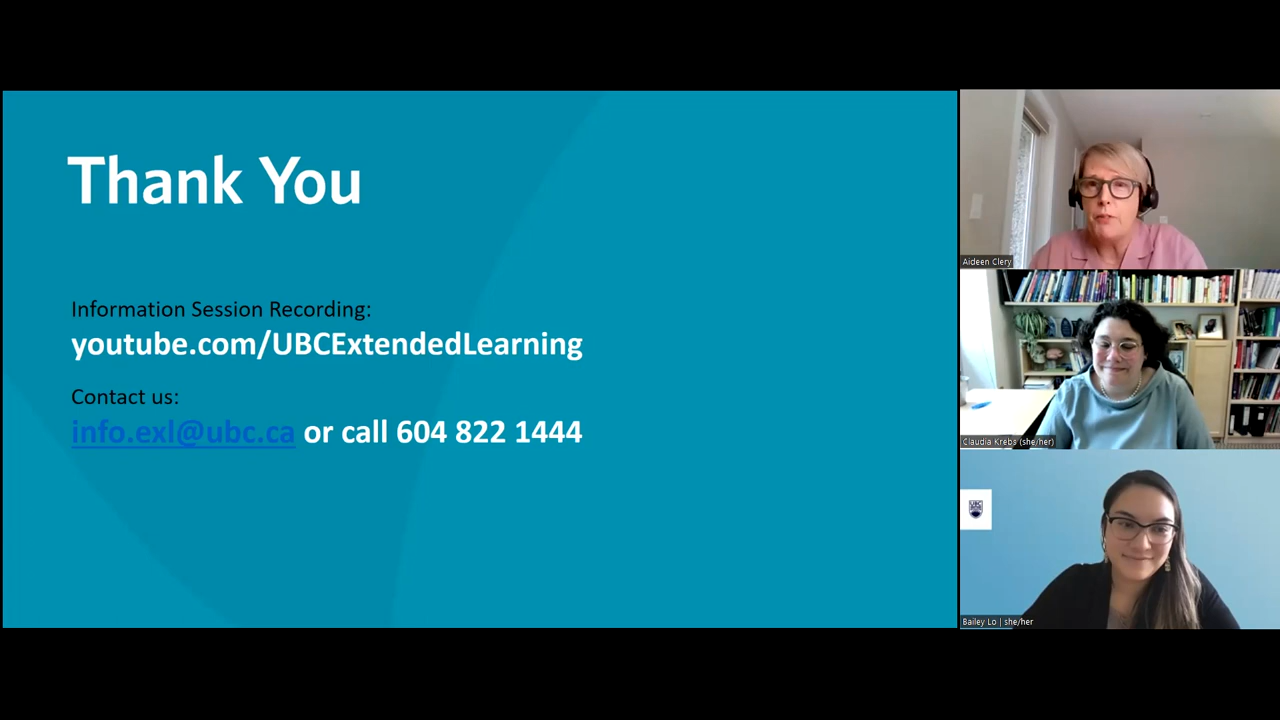 Thank You
Information Session Recording:
youtube.com/UBCExtendedLearning
Contact us:
info.exl@ubc.ca or call 604 822 1444
Aideen Clery
Claudia Krebs (she/her)
UBC
Bailey Lo | she/her